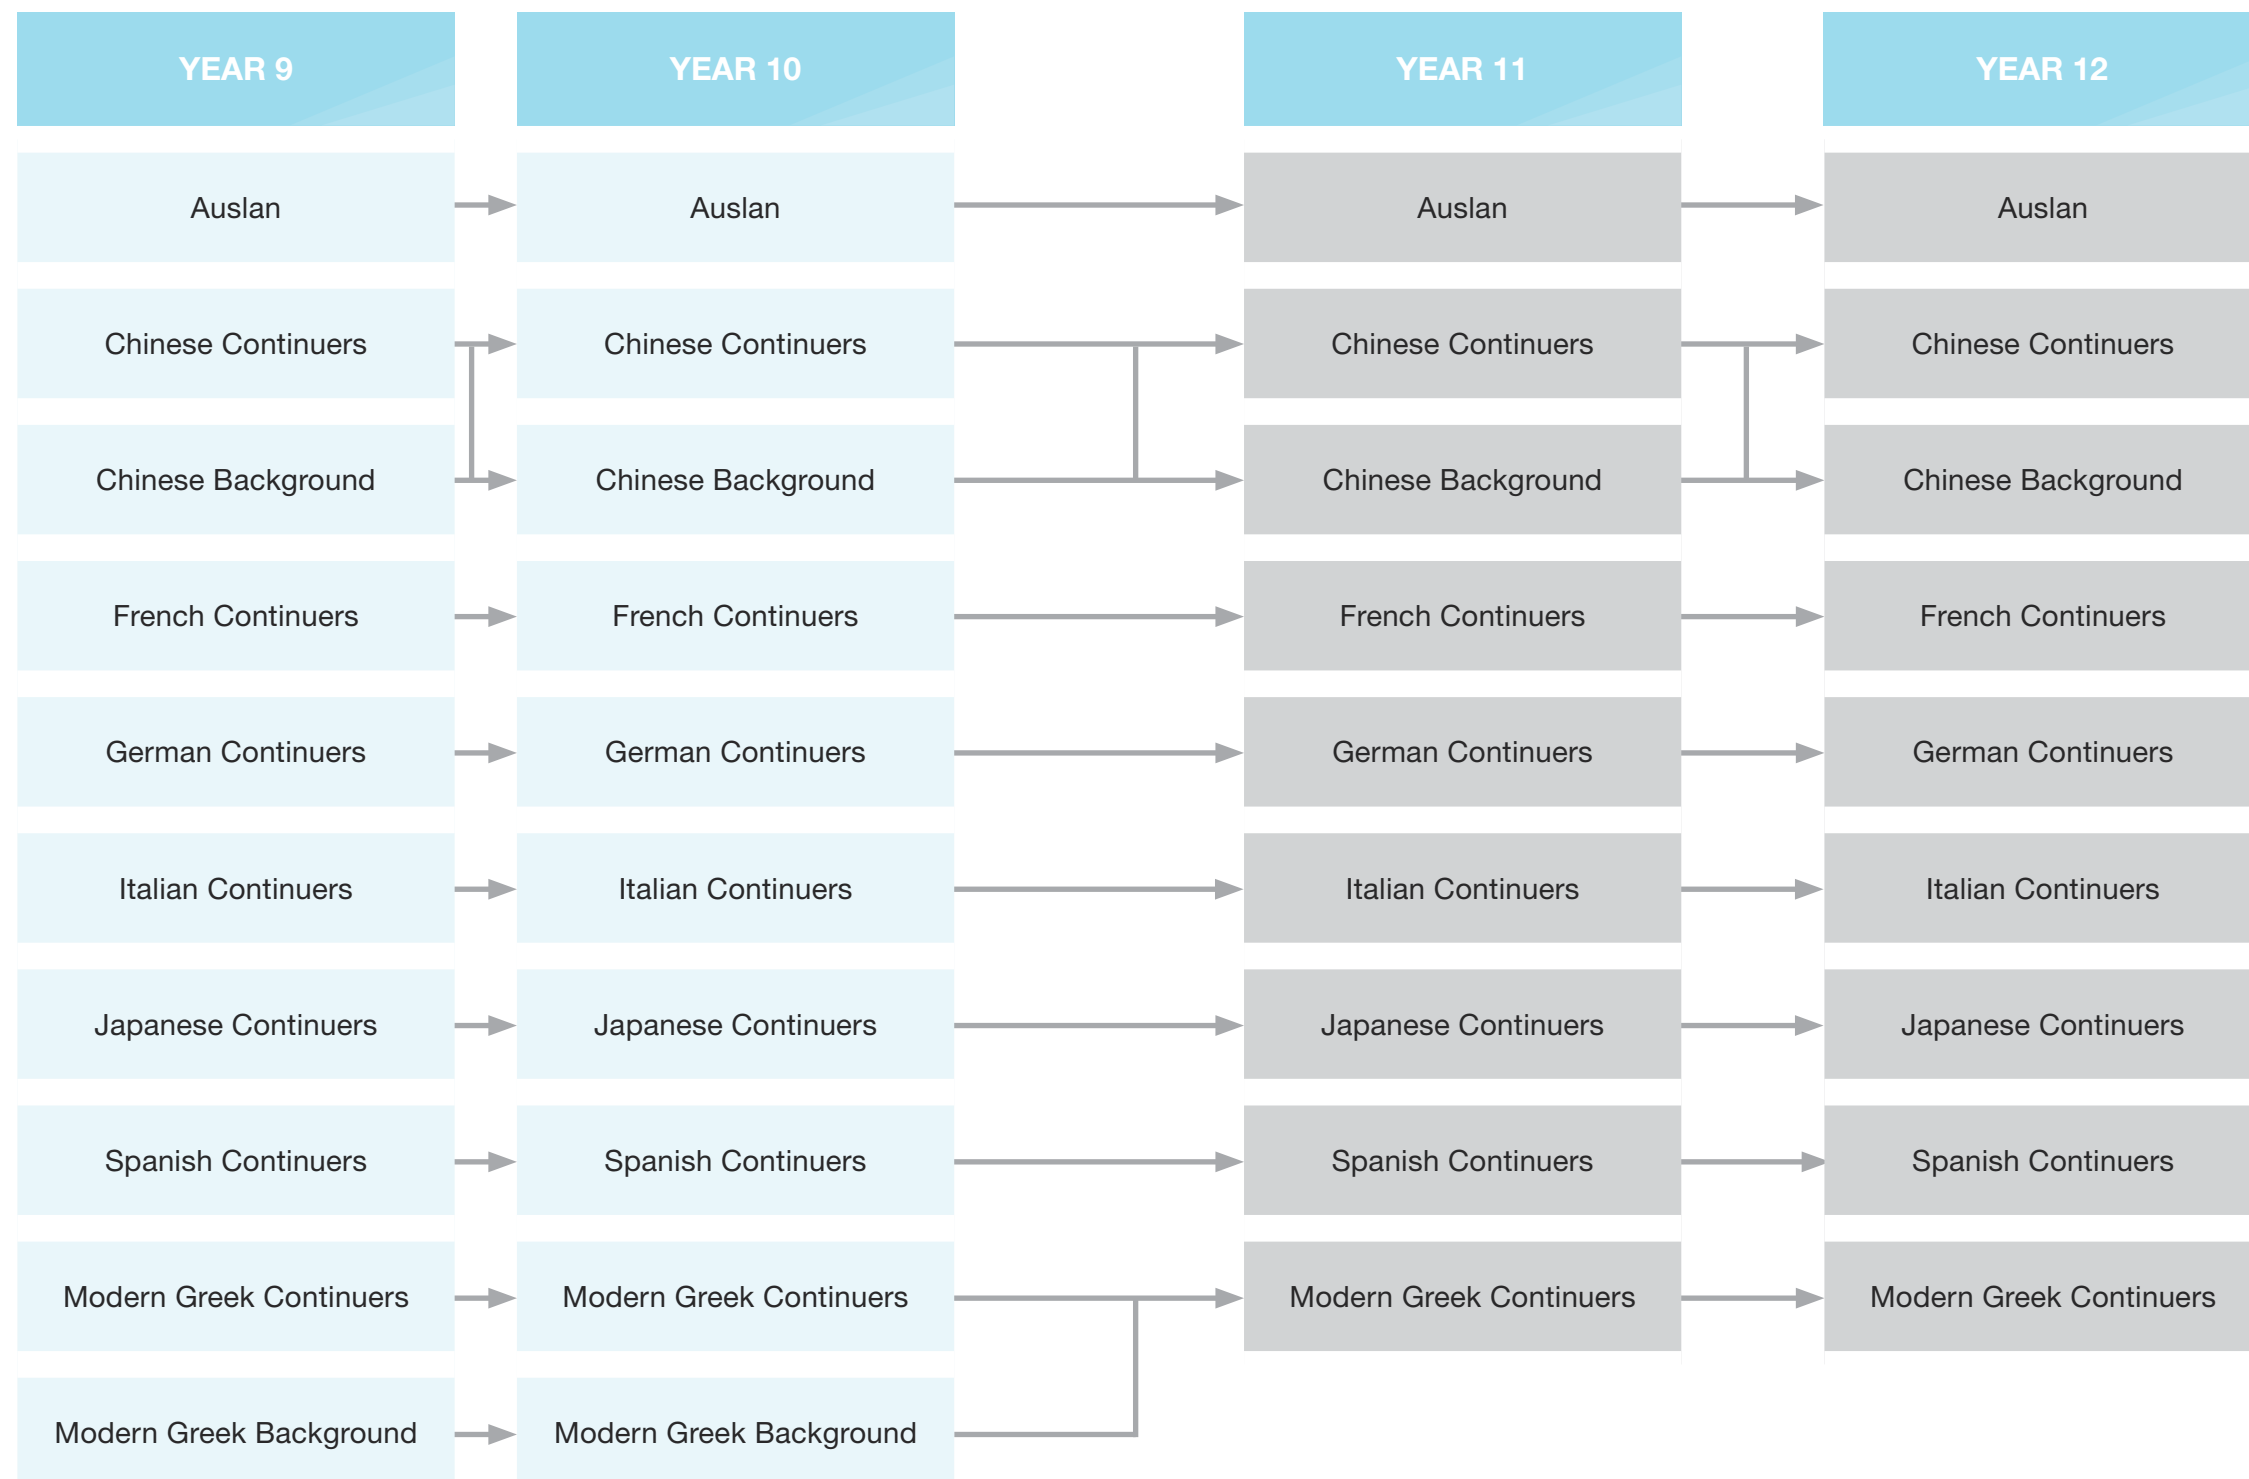 YEAR 9 YEAR 10 YEAR 11 YEAR 12
Auslan Auslan Auslan Auslan
Chinese Continuers Chinese Continuers Chinese Continuers Chinese Continuers
Chinese Background Chinese Background Chinese Background Chinese Background
French Continuers French Continuers French Continuers French Continuers
German Continuers German Continuers German Continuers German Continuers
Italian Continuers Italian Continuers Italian Continuers Italian Continuers
Japanese Continuers Japanese Continuers Japanese Continuers Japanese Continuers
Spanish Continuers Spanish Continuers Spanish Continuers Spanish Continuers
Modern Greek Continuers Modern Greek Continuers Modern Greek Continuers Modern Greek Continuers
Modern Greek Background Modern Greek Background